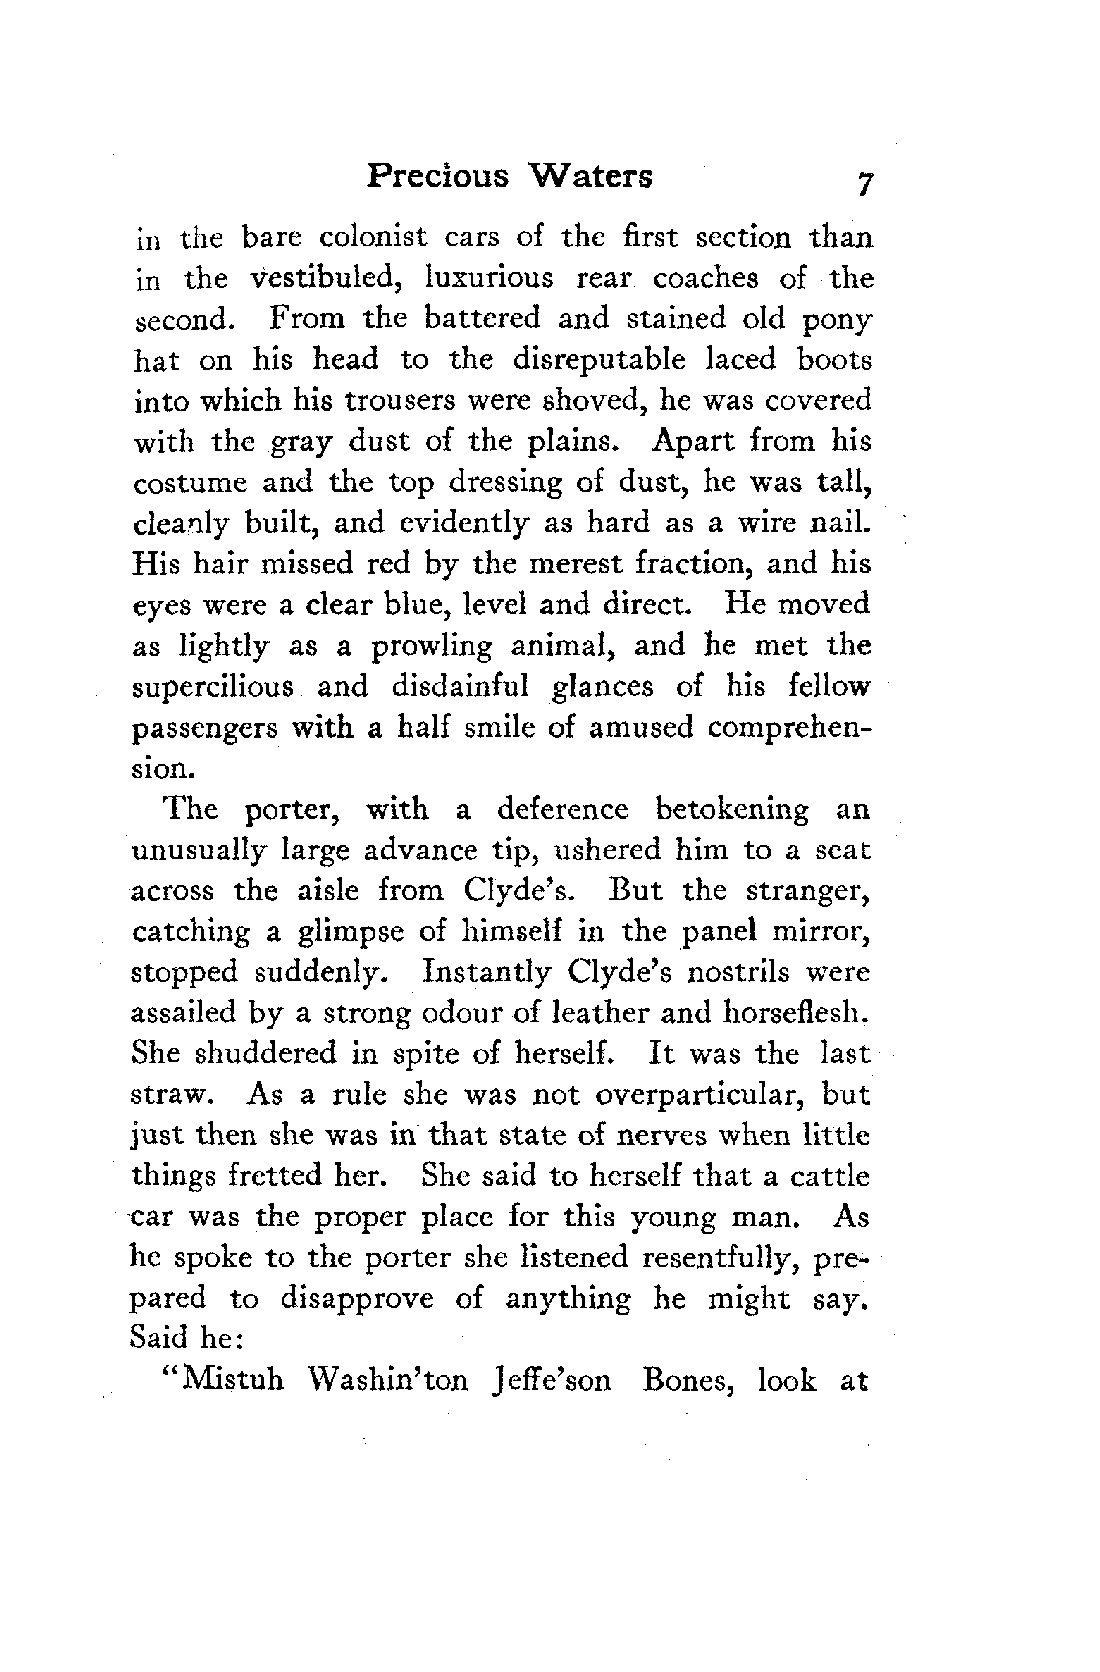 Precious Waters 7
in the bare colonist cars of the first section than
in the vestibuled, luxurious rear coaches of the
second. From the battered and stained old pony
hat on his head to the disreputable laced boots
into which his trousers were shoved, he was covered
with the gray dust of the plains. Apart from his
costume and the top dressing of dust, he was tall,
cleanly built, and evidently as hard as a wire nail.
His hair missed red by the merest fraction, and his
eyes were a clear blue, level and direct. He moved
as lightly as a prowling animal, and he met the
supercilious and disdainful glances of his fellow
passengers with a half smile of amused comprehen-
sion.
The porter, with a deference betokening an
unusually large advance tip, ushered him to a seat
across the aisle from Clyde's. But the stranger,
catching a glimpse of himself in the panel mirror,
stopped suddenly. Instantly Clyde's nostrils were
assailed by a strong odour of leather and horseflesh.
She shuddered in spite of herself. It was the last
straw. As a rule she was not overparticular, but
just then she was in that state of nerves when little
things fretted her. She said to herself that a cattle
car was the proper place for this young man. As
he spoke to the porter she listened resentfully, pre-
pared to disapprove of anything he might say.
Said he:
"Mistuh Washin'ton Jeffe'son Bones, look at